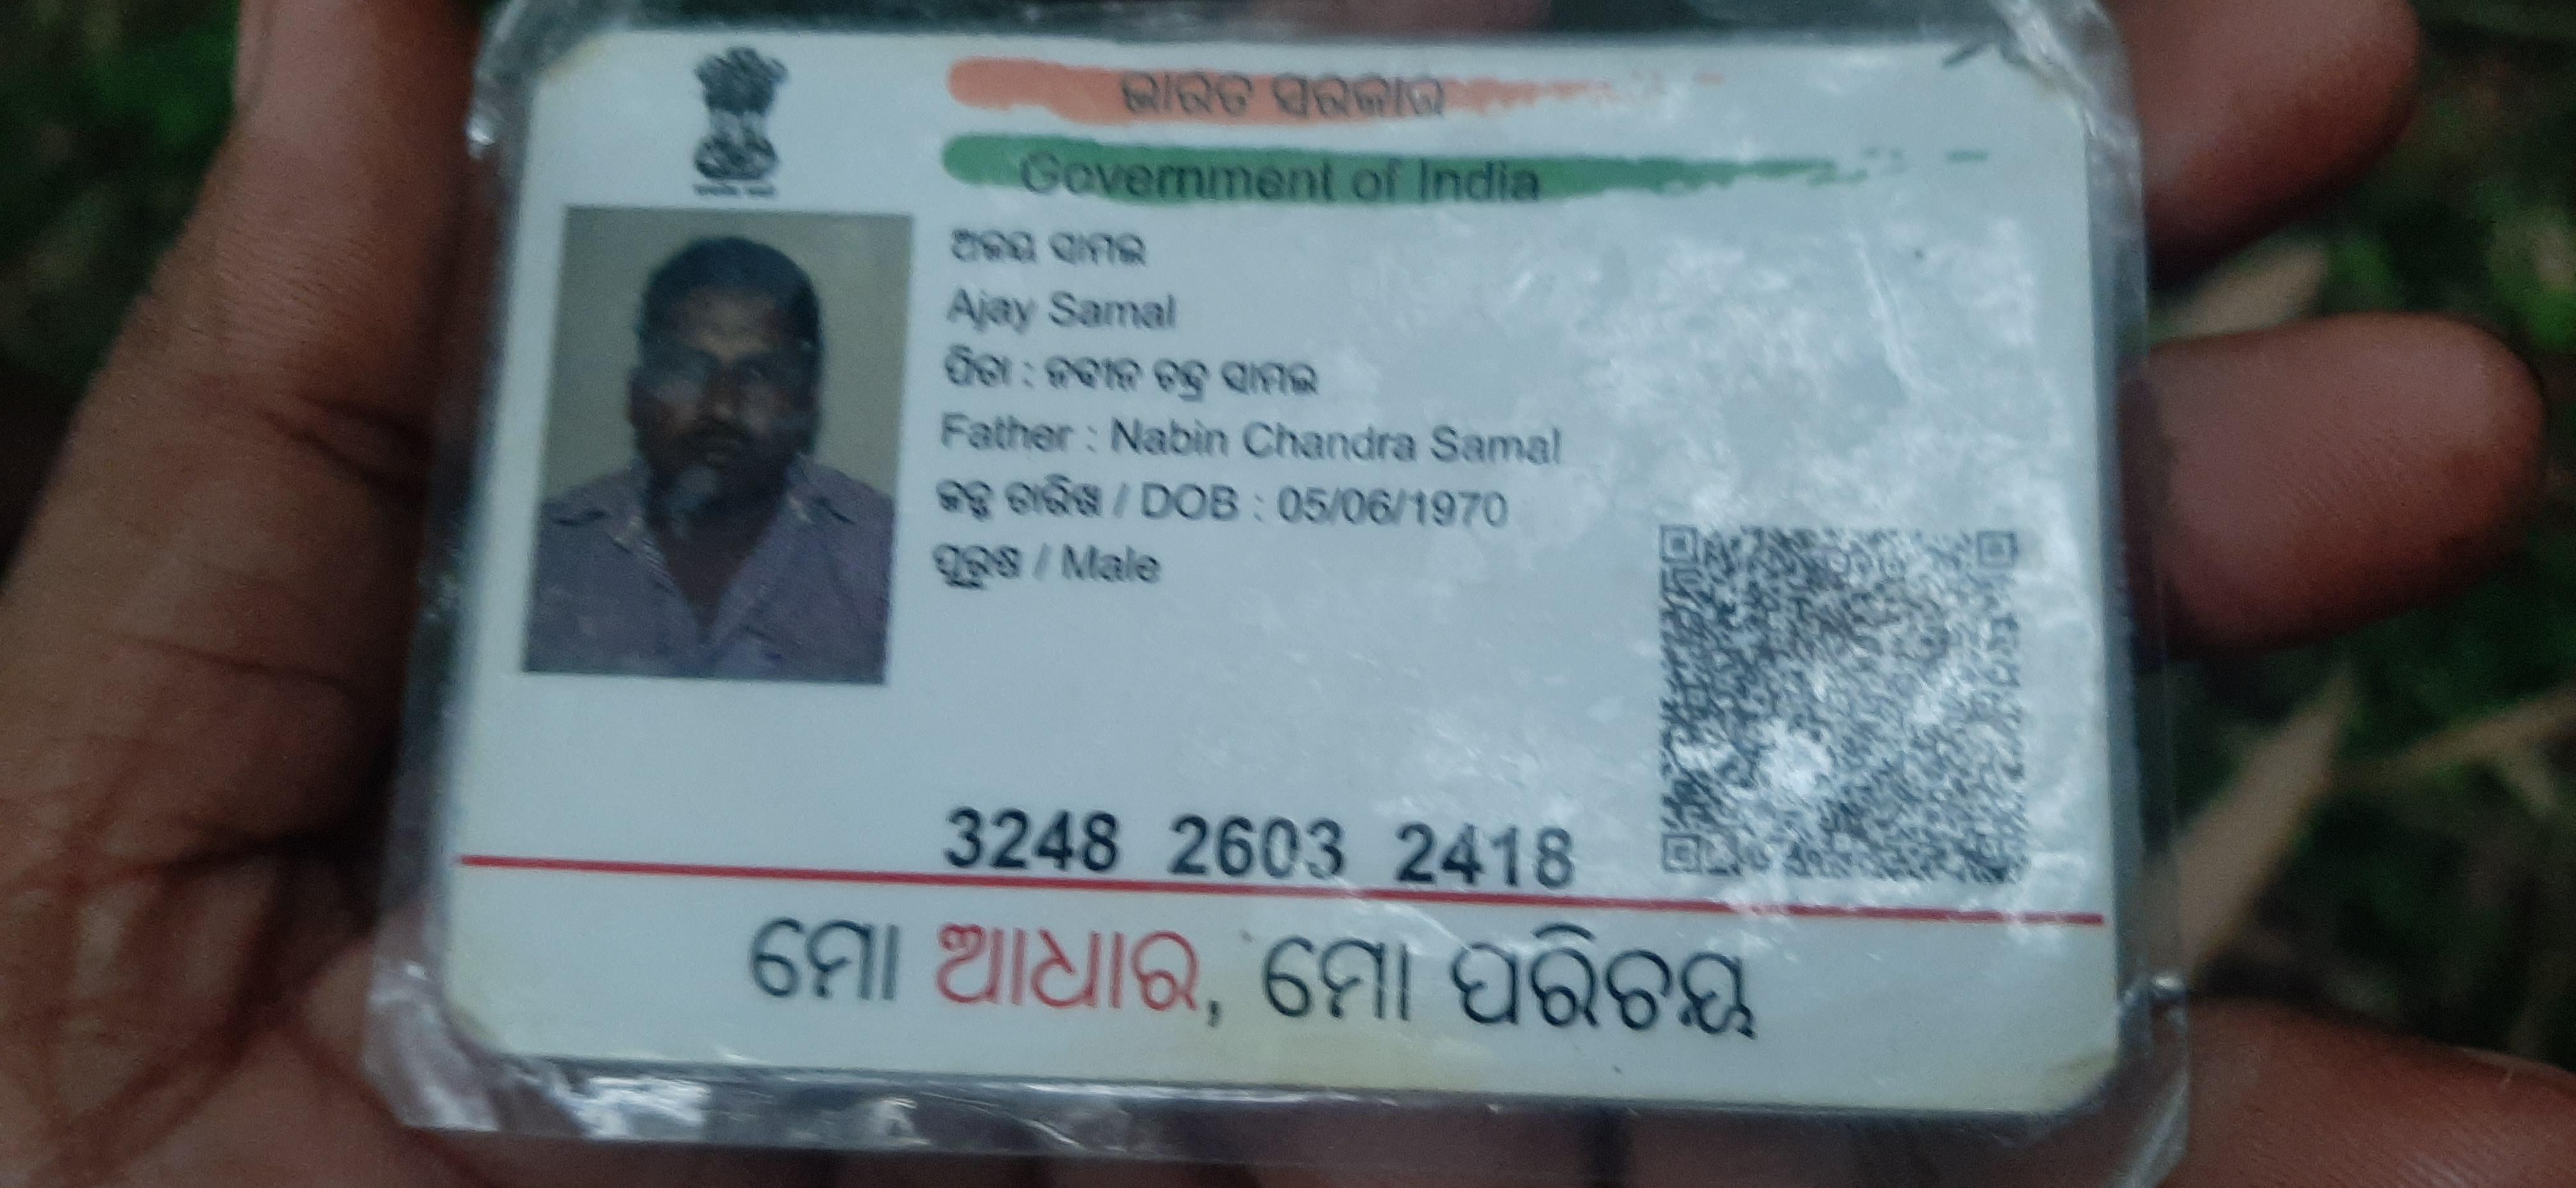 ଭାରତ ସରକାର
Government of India
ଅଜୟ ସାମଲ
Ajay Samal
ପିତା : ନବୀନ ଚନ୍ଦ୍ର ସାମଲ
Father : Nabin Chandra Samal
ଜନ୍ମ ତାରିଖ / DOB : 05/06/1970
ପୁରୁଷ / Male
3248 2603 2418
ମୋ ଆଧାର, ମୋ ପରିଚୟ